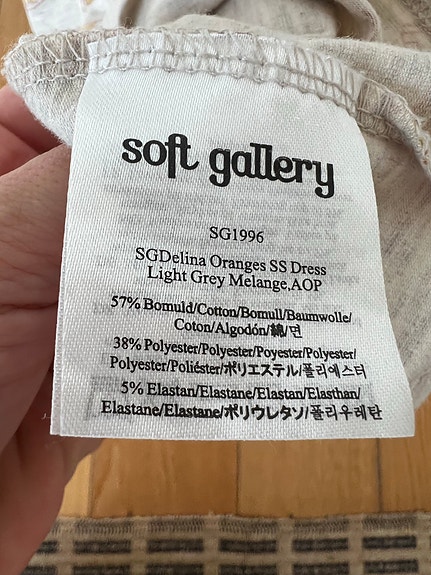 soft gallery
SG1996
SGDelina Oranges SS Dress
Light Grey Melange,AOP
57% Bomuld/Cotton/Bomull/Baumwolle/
Coton/Algodón/綿/면
38% Polyester/Polyester/Poyester/Polyester/
Polyester/Poliéster/ポリエステル/폴리에스터
5% Elastan/Elastane/Elastan/Elasthan/
Elastane/Elastane/ポリウレタソ/폴리우레탄